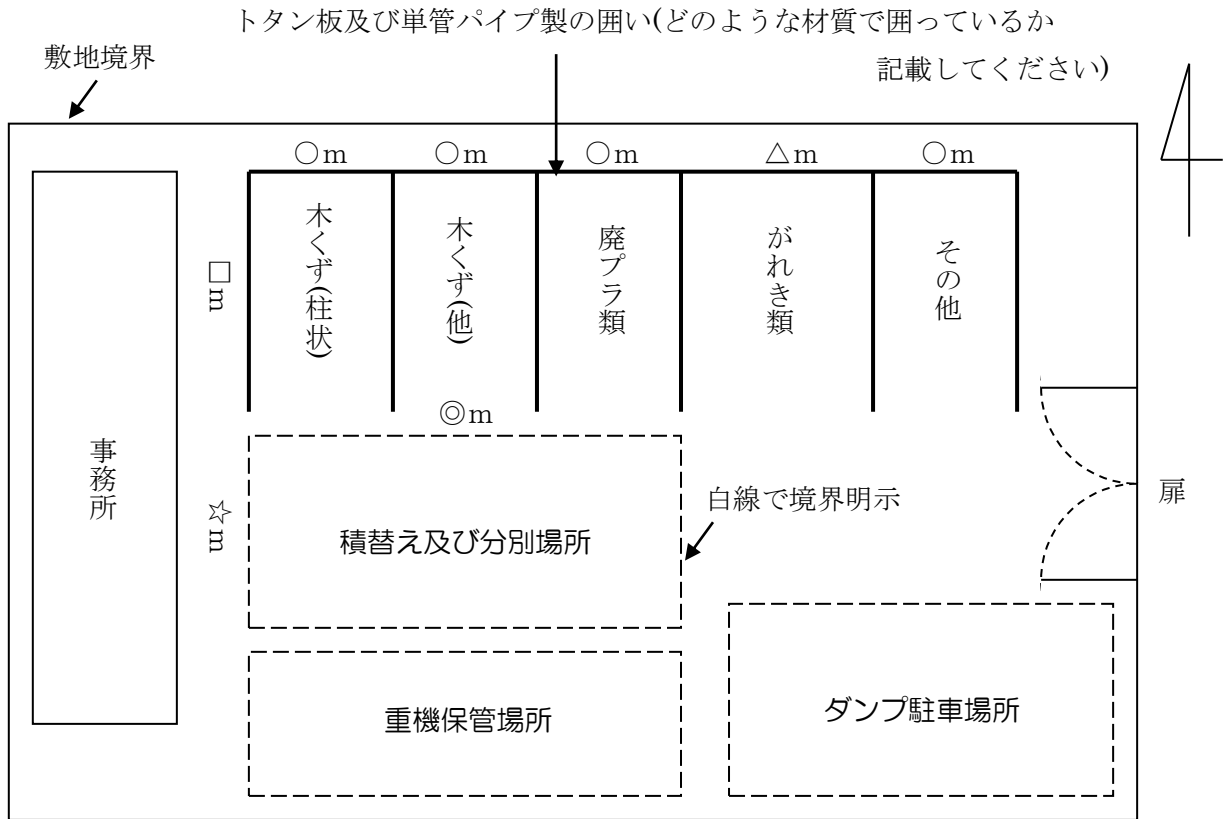 トタン板及び単管パイプ製の囲い(どのような材質で囲っているか
記載してください)
敷地境界
○m
○m
○m
△m
○m
木くず(柱状)
木くず(他)
廃プラ類
がれき類
その他
□m
◎m
事務所
☆m
積替え及び分別場所
白線で境界明示
扉
重機保管場所
ダンプ駐車場所